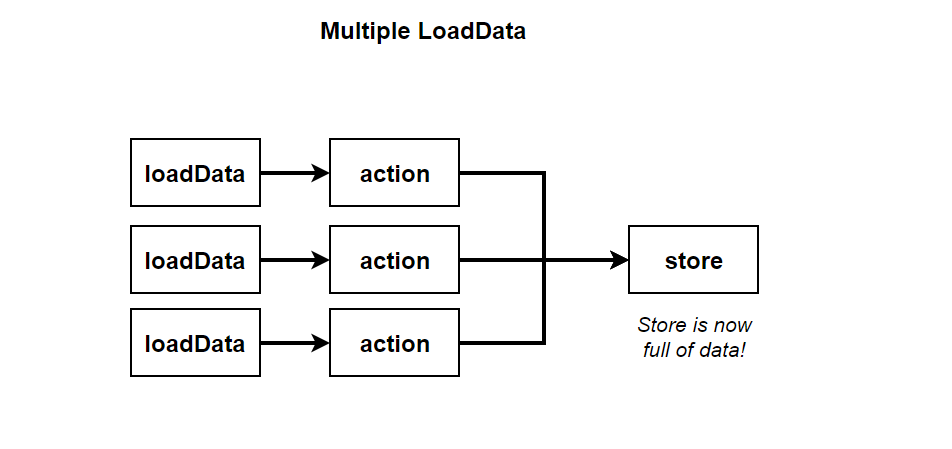 Multiple LoadData
loadData
action
loadData
action
store
loadData
action
Store is now
full of data!